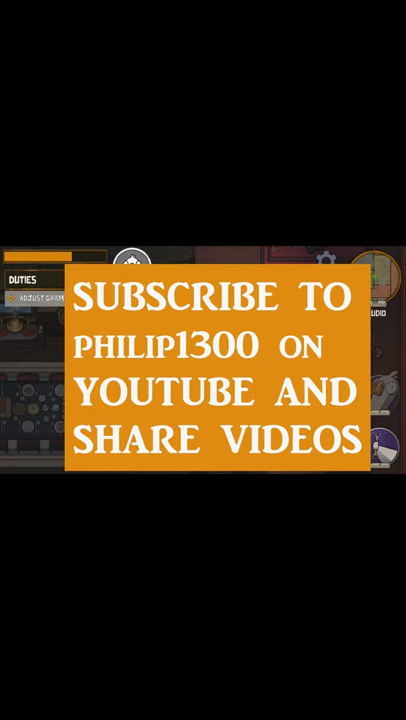 DUTIES
ADJUST GRAM
UDIO
SUBSCRIBE TO
PHILIP1300 ON
YOUTUBE AND
SHARE VIDEOS